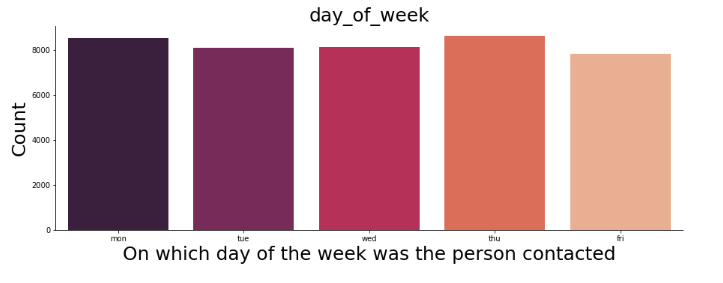 day_of_week
Count
8000
6000
4000
2000
0
mon tue wed thu fri
On which day of the week was the person contacted